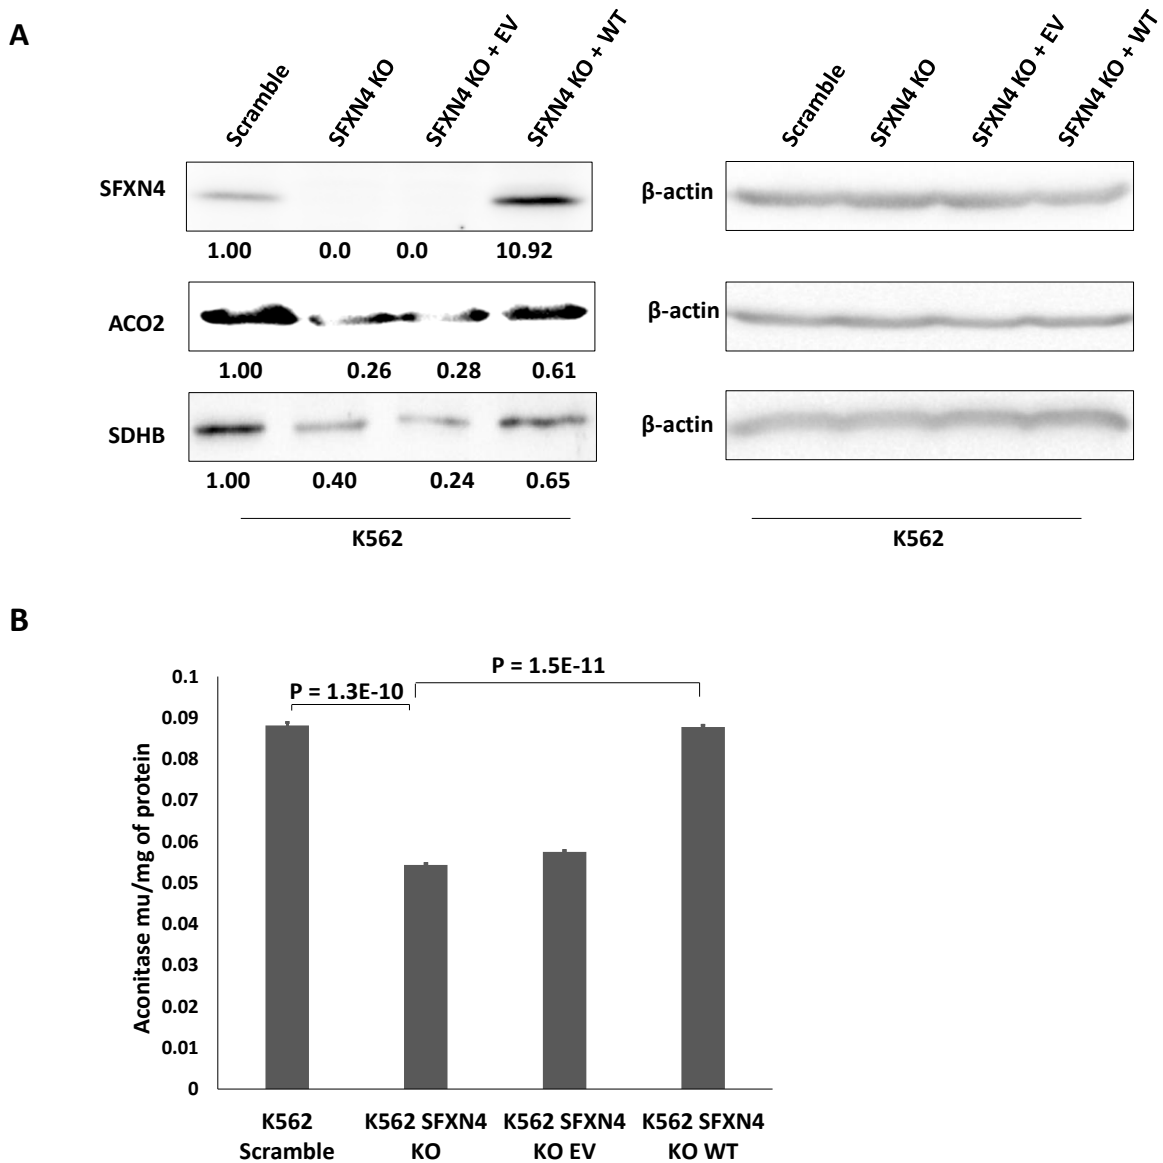 A
Scramble
SFXN4 KO
SFXN4 KO + EV
SFXN4 KO + WT
Scramble
SFXN4 KO
SFXN4 KO + EV
SFXN4 KO + WT
SFXN4
β-actin
1.00 0.0 0.0 10.92
ACO2
β-actin
1.00 0.26 0.28 0.61
SDHB
β-actin
1.00 0.40 0.24 0.65
K562
K562
B
P = 1.5E-11
P = 1.3E-10
Aconitase mu/mg of protein
0.1
0.09
0.08
0.07
0.06
0.05
0.04
0.03
0.02
0.01
0
K562
Scramble
K562 SFXN4
KO
K562 SFXN4
KO EV
K562 SFXN4
KO WT